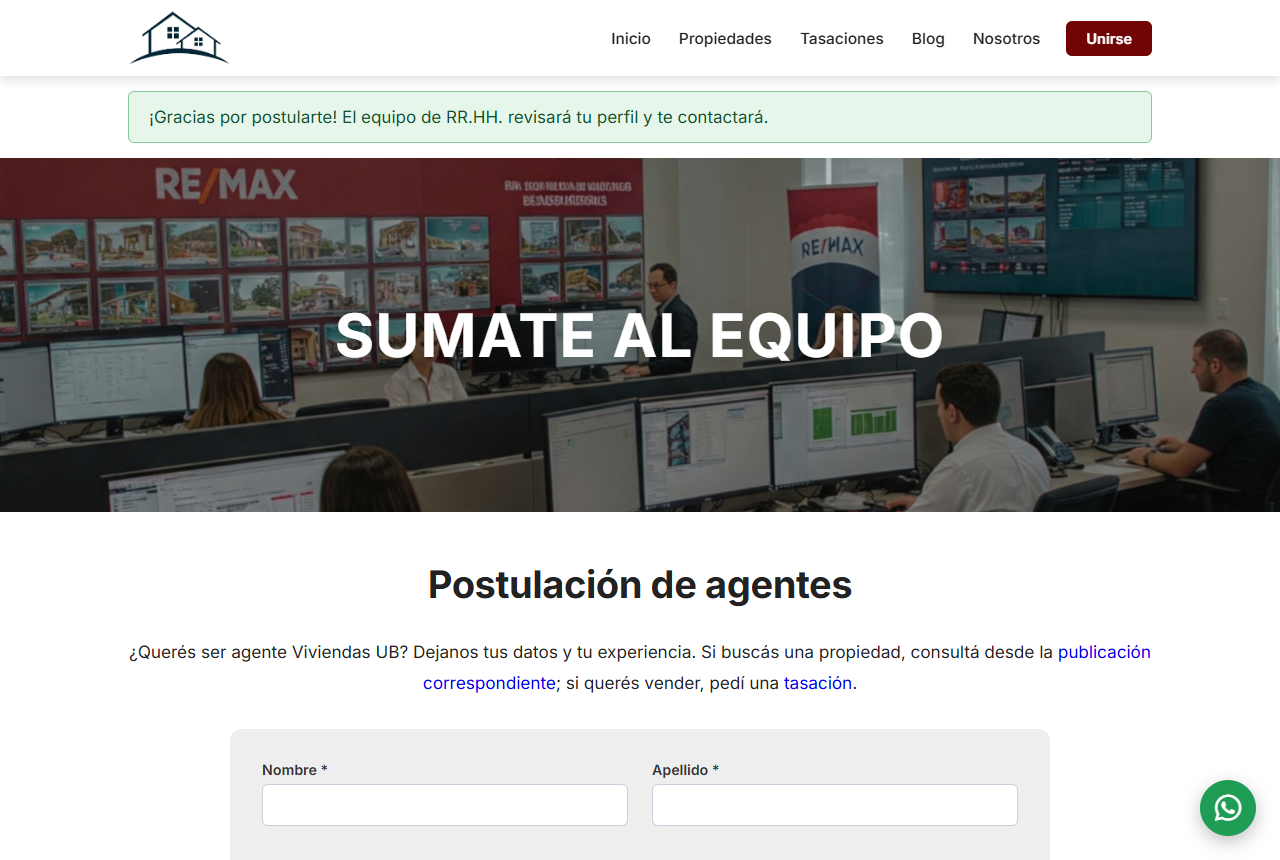 Inicio
Propiedades
Tasaciones
Blog
Nosotros
Unirse
¡Gracias por postularte! El equipo de RR.HH. revisará tu perfil y te contactará.
RE/MAX
RE/MAX
SUMATE AL EQUIPO
Postulación de agentes
¿Querés ser agente Viviendas UB? Dejanos tus datos y tu experiencia. Si buscás una propiedad, consultá desde la publicación
correspondiente; si querés vender, pedí una tasación.
Nombre *
Apellido *